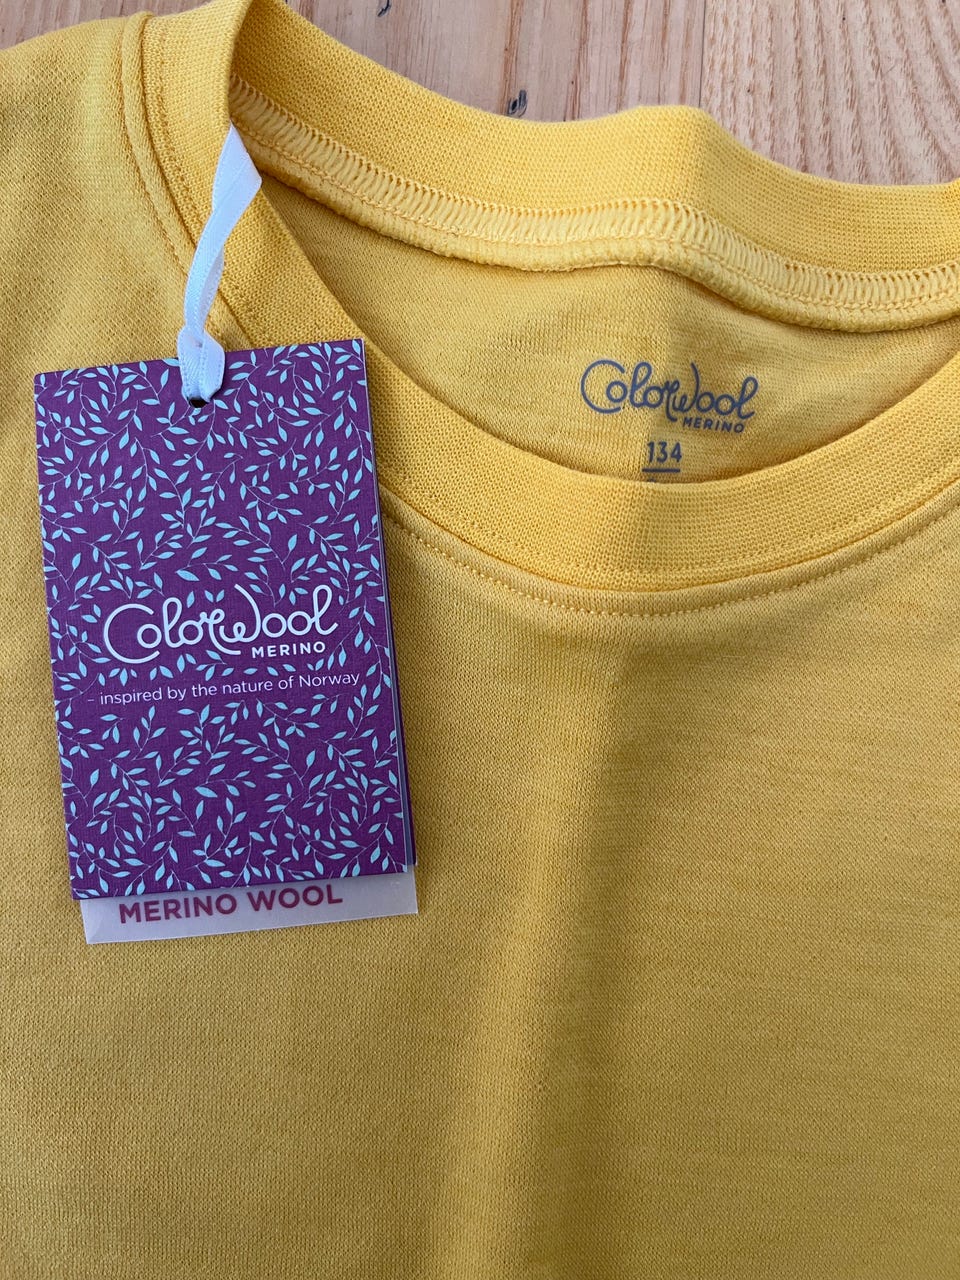 ColorWool
MERINO
134
ColorWool
MERINO
– inspired by the nature of Norway
MERINO WOOL